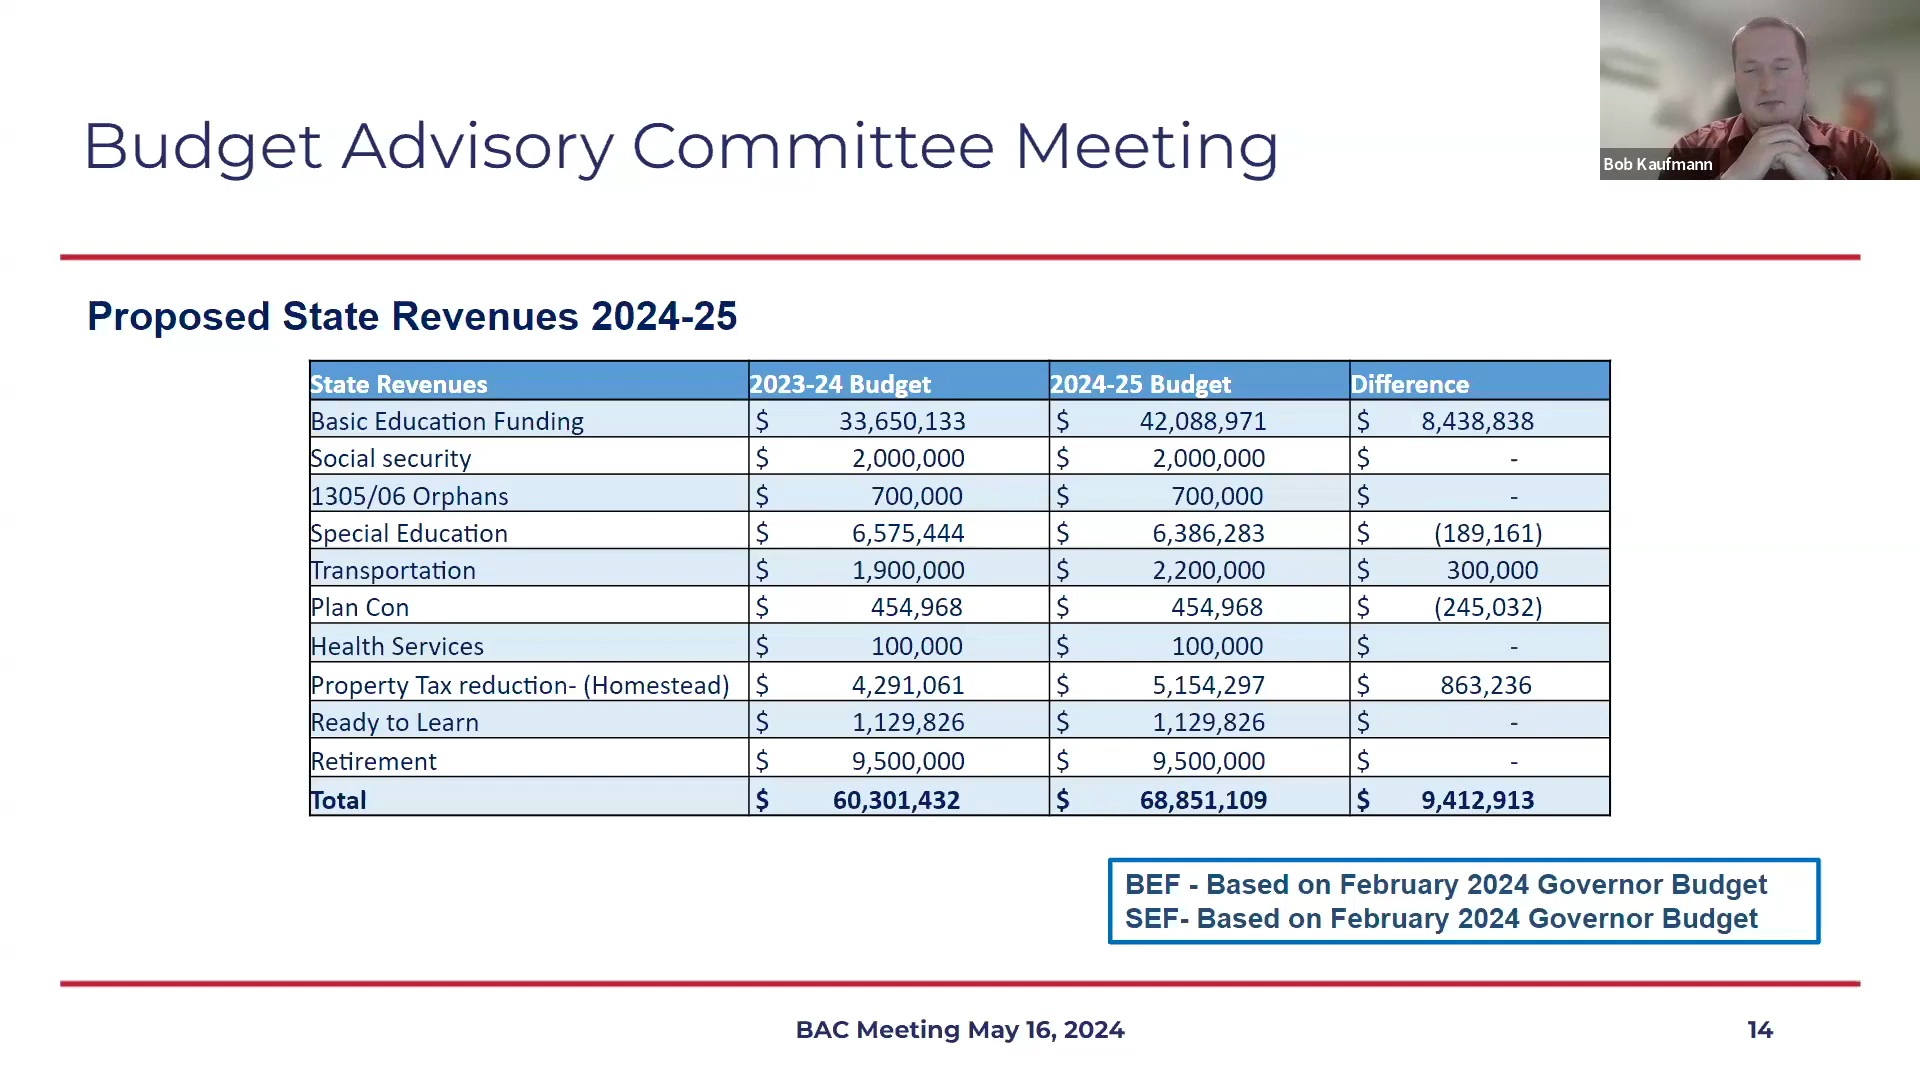 Bob Kaufmann
Budget Advisory Committee Meeting
Proposed State Revenues 2024-25
State Revenues 2023-24 Budget 2024-25 Budget Difference
Basic Education Funding $ 33,650,133 $ 42,088,971 $ 8,438,838
Social security $ 2,000,000 $ 2,000,000 $ -
1305/06 Orphans $ 700,000 $ 700,000 $ -
Special Education $ 6,575,444 $ 6,386,283 $ (189,161)
Transportation $ 1,900,000 $ 2,200,000 $ 300,000
Plan Con $ 454,968 $ 454,968 $ (245,032)
Health Services $ 100,000 $ 100,000 $ -
Property Tax reduction- (Homestead) $ 4,291,061 $ 5,154,297 $ 863,236
Ready to Learn $ 1,129,826 $ 1,129,826 $ -
Retirement $ 9,500,000 $ 9,500,000 $ -
Total $ 60,301,432 $ 68,851,109 $ 9,412,913
BEF - Based on February 2024 Governor Budget
SEF- Based on February 2024 Governor Budget
BAC Meeting May 16, 2024 14